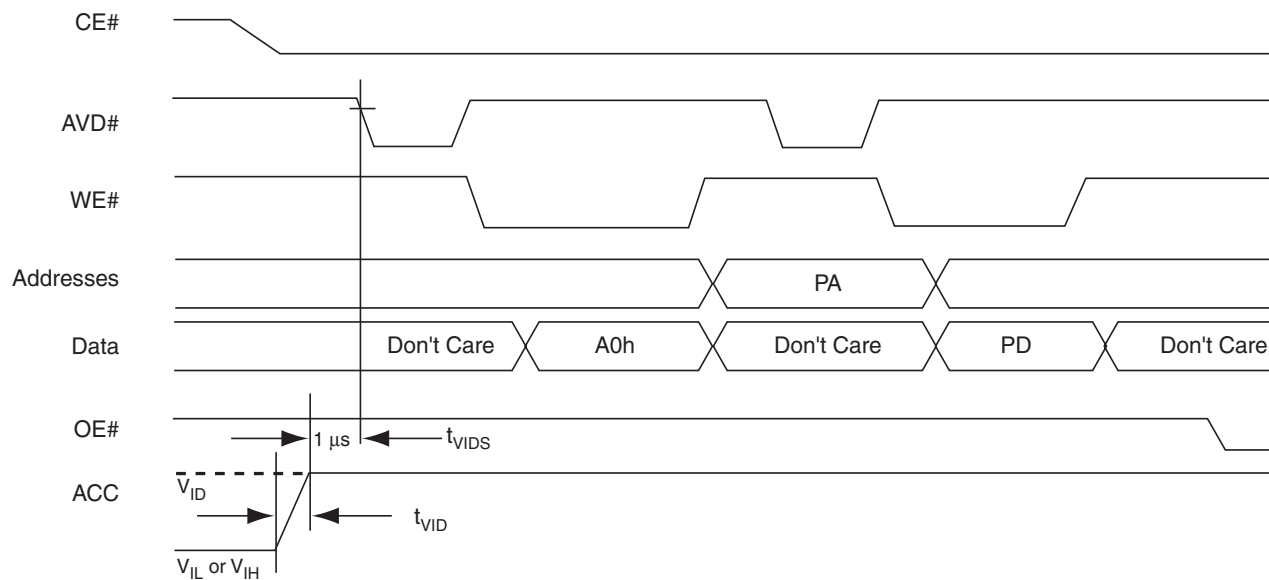 CE#
AVD#
WE#
Addresses
PA
Data
Don't Care
A0h
Don't Care
PD
Don't Care
OE#
1 μs
tVIDS
ACC
VID
tVID
VIL or VIH